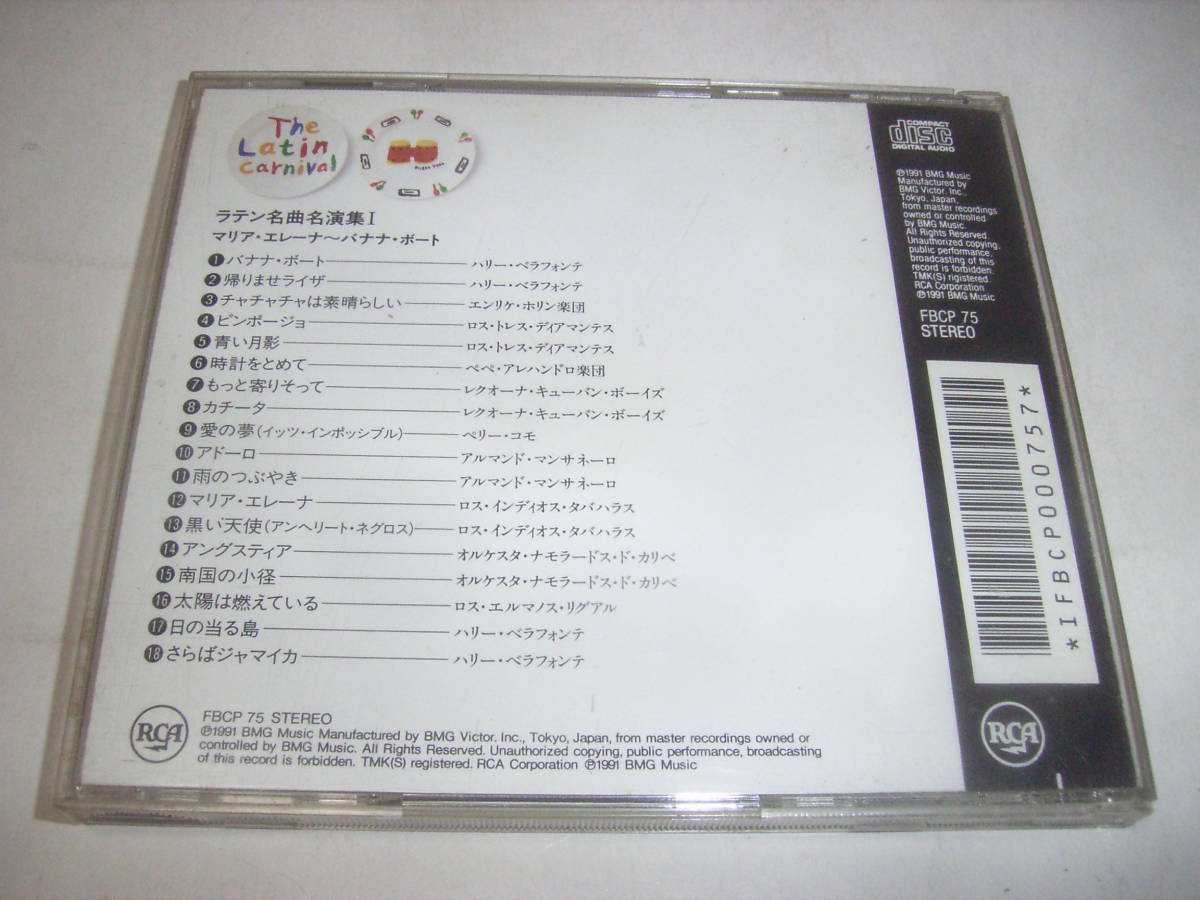 The
Latin
Carnival
ラテン名曲名演集I
マリア・エレーナ～バナナ・ボート
❶バナナ・ボート ハリー・ベラフォンテ
❷帰りませライザ ハリー・ベラフォンテ
❸チャチャチャは素晴らしい エンリケ・ホリン楽団
❹ピンポージョ ロス・トレス・ディアマンテス
❺青い月影 ロス・トレス・ディアマンテス
❻時計をとめて ペペ・アレハンドロ楽団
❼もっと寄りそって レクオーナ・キューバン・ボーイズ
❽カチータ レクオーナ・キューバン・ボーイズ
❾愛の夢(イッツ・インポッシブル) ペリー・コモ
❿アドーロ アルマンド・マンサネーロ
⓫雨のつぶやき アルマンド・マンサネーロ
⓬マリア・エレーナ ロス・インディオス・タバハラス
⓭黒い天使(アンヘリート・ネグロス) ロス・インディオス・タバハラス
⓮アングスティア オルケスタ・ナモラードス・ド・カリベ
⓯南国の小径 オルケスタ・ナモラードス・ド・カリベ
⓰太陽は燃えている ロス・エルマノス・リグアル
⓱日の当る島 ハリー・ベラフォンテ
⓲さらばジャマイカ ハリー・ベラフォンテ
RCA
FBCP 75 STEREO
℗1991 BMG Music Manufactured by BMG Victor. Inc., Tokyo, Japan, from master recordings owned or
controlled by BMG Music. All Rights Reserved. Unauthorized copying, public performance, broadcasting
of this record is forbidden. TMK(S) registered. RCA Corporation ℗1991 BMG Music
COMPACT
disc
DIGITAL AUDIO
℗1991 BMG Music
Manufactured by
BMG Victor. Inc.,
Tokyo, Japan,
from master recordings
owned or controlled
by BMG Music.
All Rights Reserved.
Unauthorized copying,
public performance,
broadcasting of this
record is forbidden.
TMK(S) rigistered.
RCA Corporation
℗1991 BMG Music
FBCP 75
STEREO
*IFBCP000757*
RCA